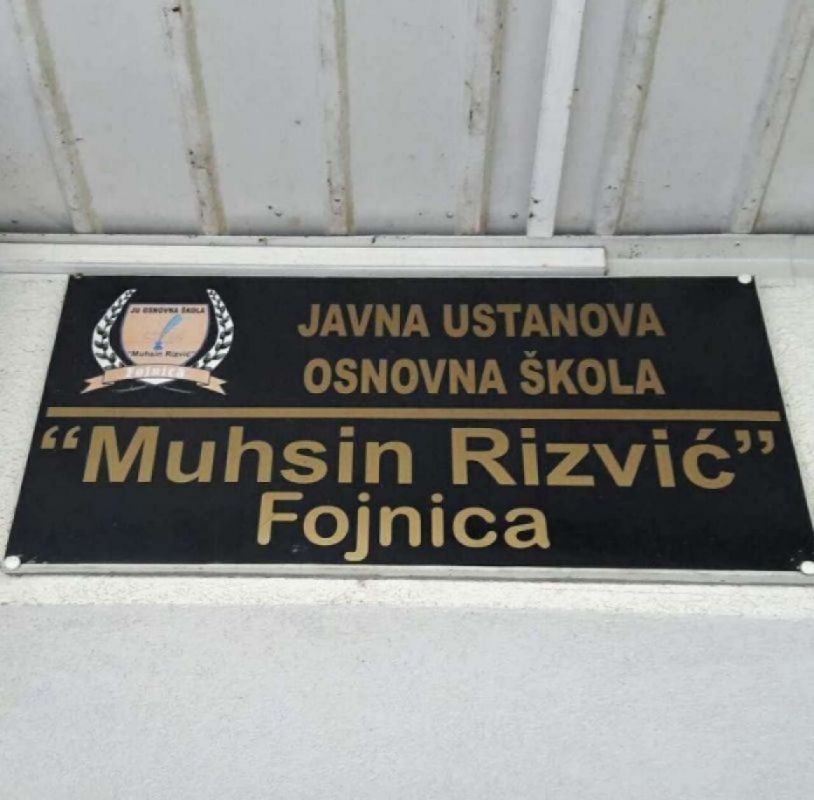 JU OSNOVNA ŠKOLA
"Muhsin Rizvić"
Fojnica
JAVNA USTANOVA
OSNOVNA ŠKOLA
“Muhsin Rizvić”
Fojnica